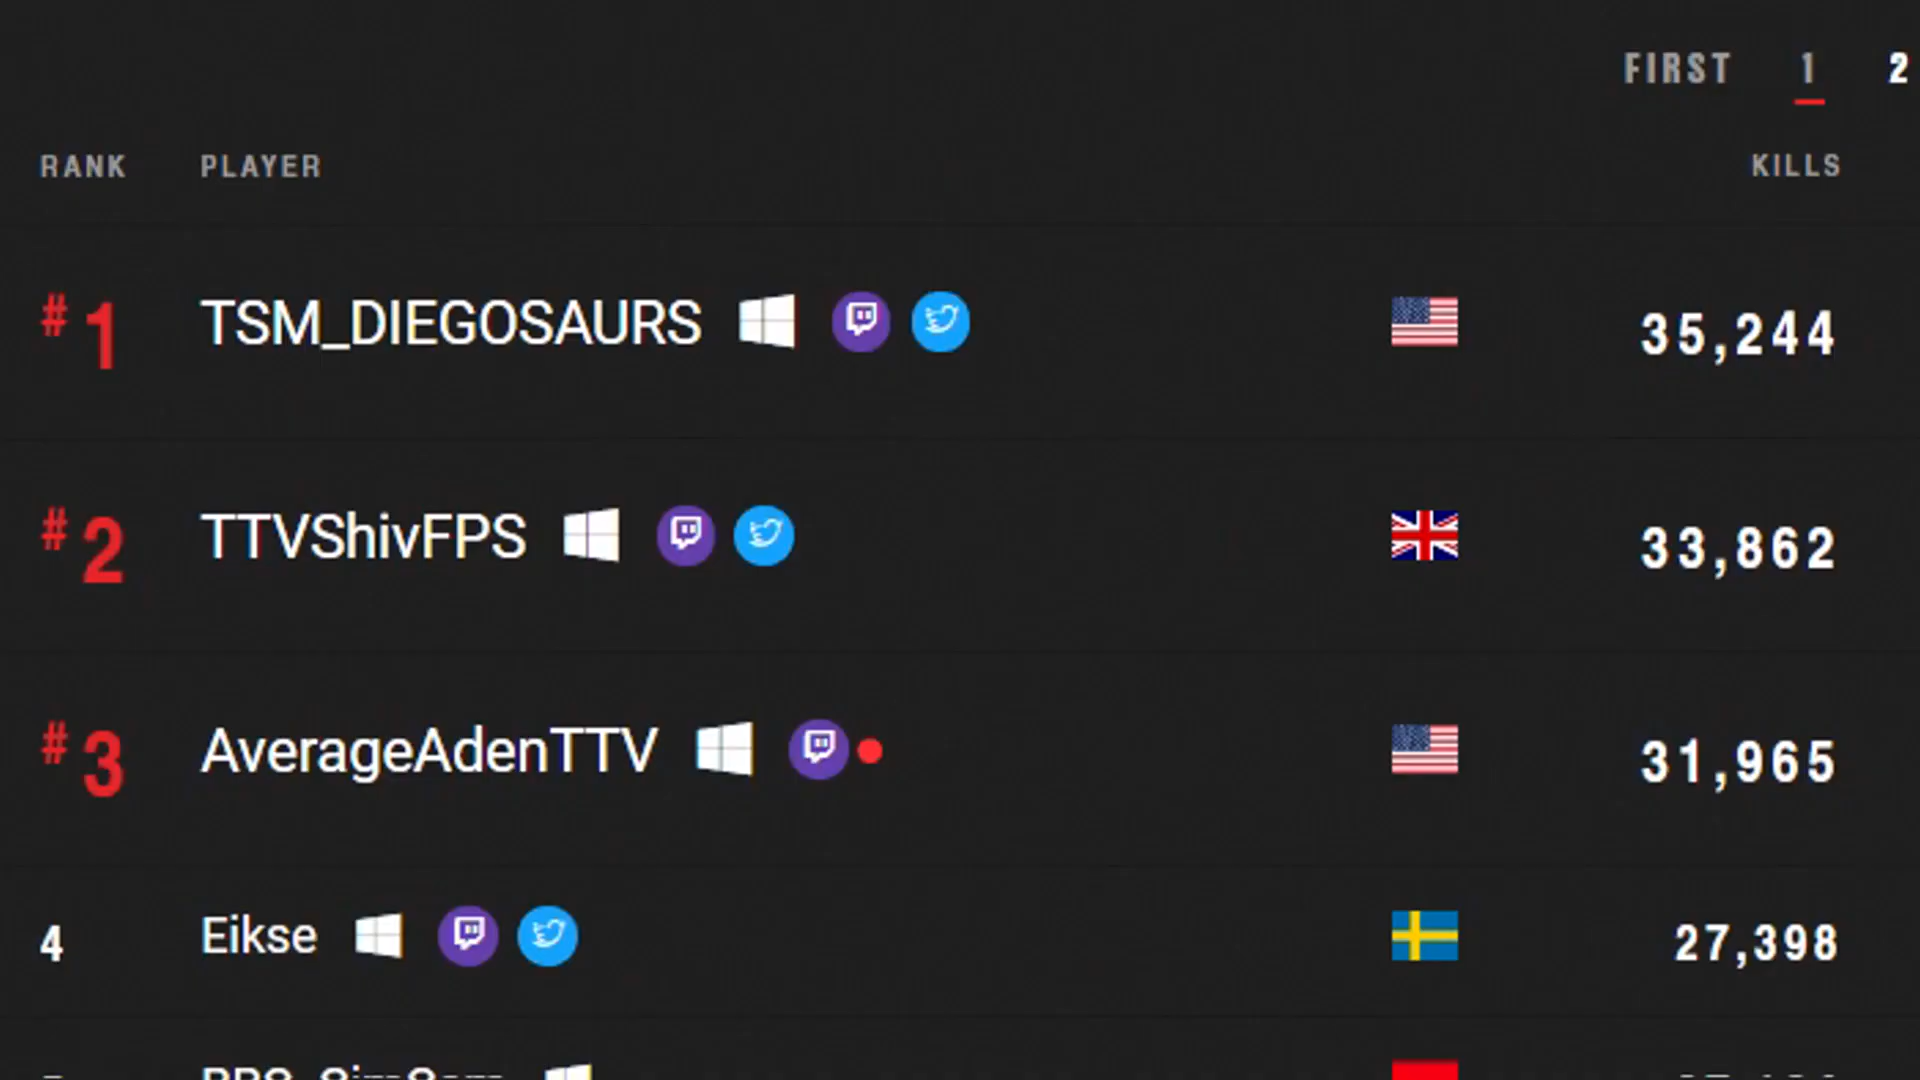 FIRST 1 2
RANK PLAYER KILLS
#1 TSM_DIEGOSAURS 35,244
#2 TTVShivFPS 33,862
#3 AverageAdenTTV 31,965
4 Eikse 27,398